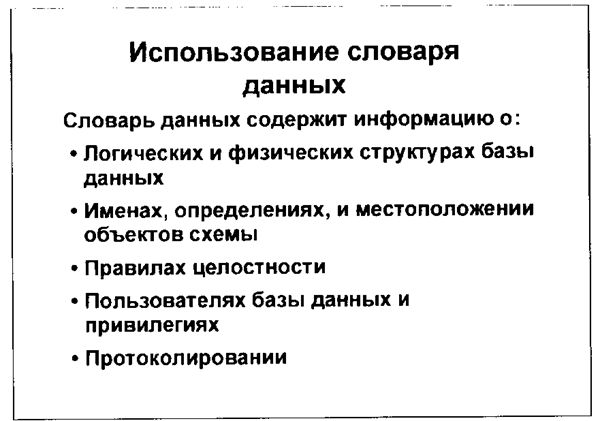 Использование словаря
данных
Словарь данных содержит информацию о:
• Логических и физических структурах базы
данных
• Именах, определениях, и местоположении
объектов схемы
• Правилах целостности
• Пользователях базы данных и
привилегиях
• Протоколировании